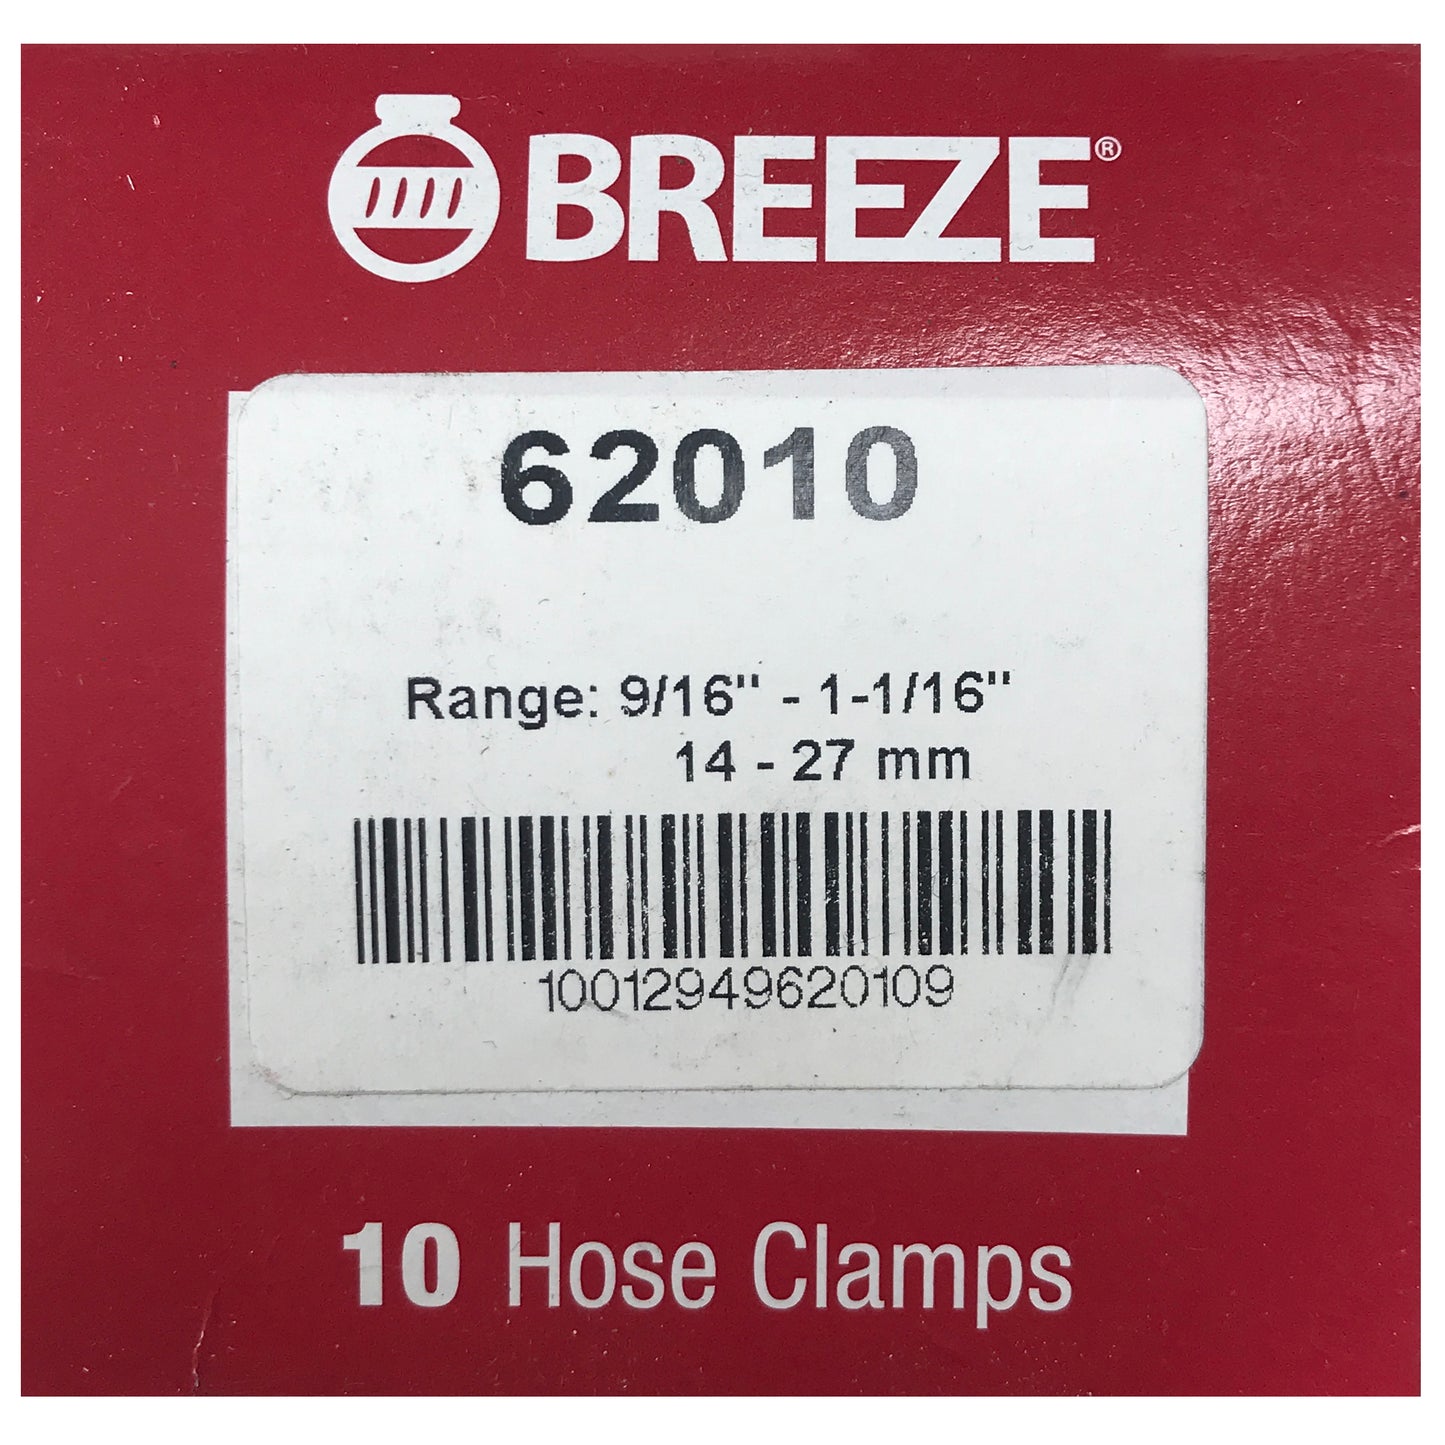 BREEZE®
62010
Range: 9/16" - 1-1/16"
14 - 27 mm
10012949620109
10 Hose Clamps